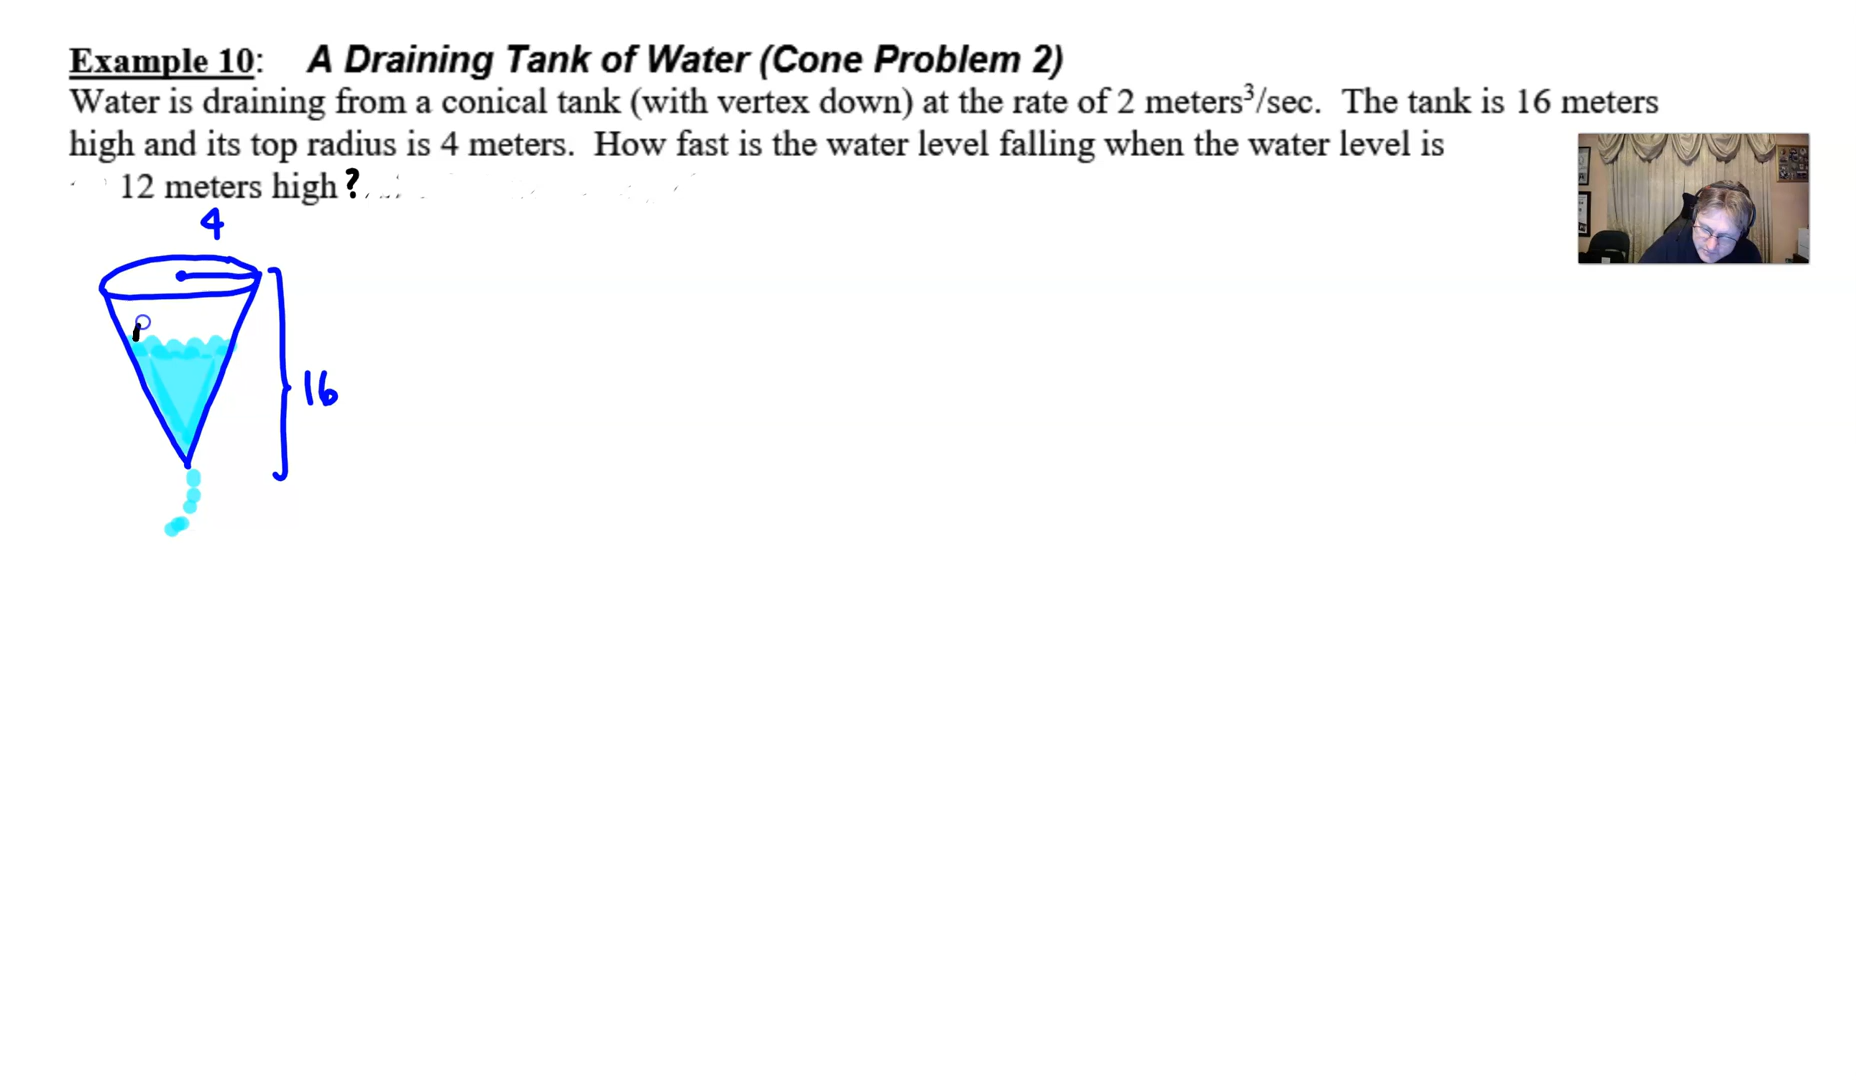 Example 10: A Draining Tank of Water (Cone Problem 2)
Water is draining from a conical tank (with vertex down) at the rate of 2 meters³/sec. The tank is 16 meters
high and its top radius is 4 meters. How fast is the water level falling when the water level is
12 meters high?
4
16